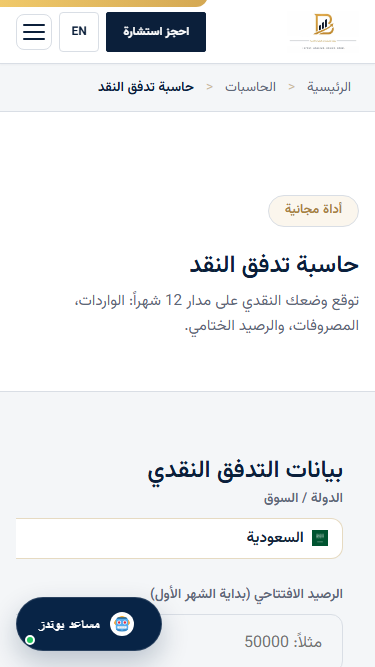 احجز استشارة
EN
الرئيسية > الحاسبات > حاسبة تدفق النقد
أداة مجانية
حاسبة تدفق النقد
توقع وضعك النقدي على مدار 12 شهراً: الواردات،
المصروفات، والرصيد الختامي.
بيانات التدفق النقدي
الدولة / السوق
السعودية
الرصيد الافتتاحي (بداية الشهر الأول)
مثلاً: 50000
مساعد بوينترز